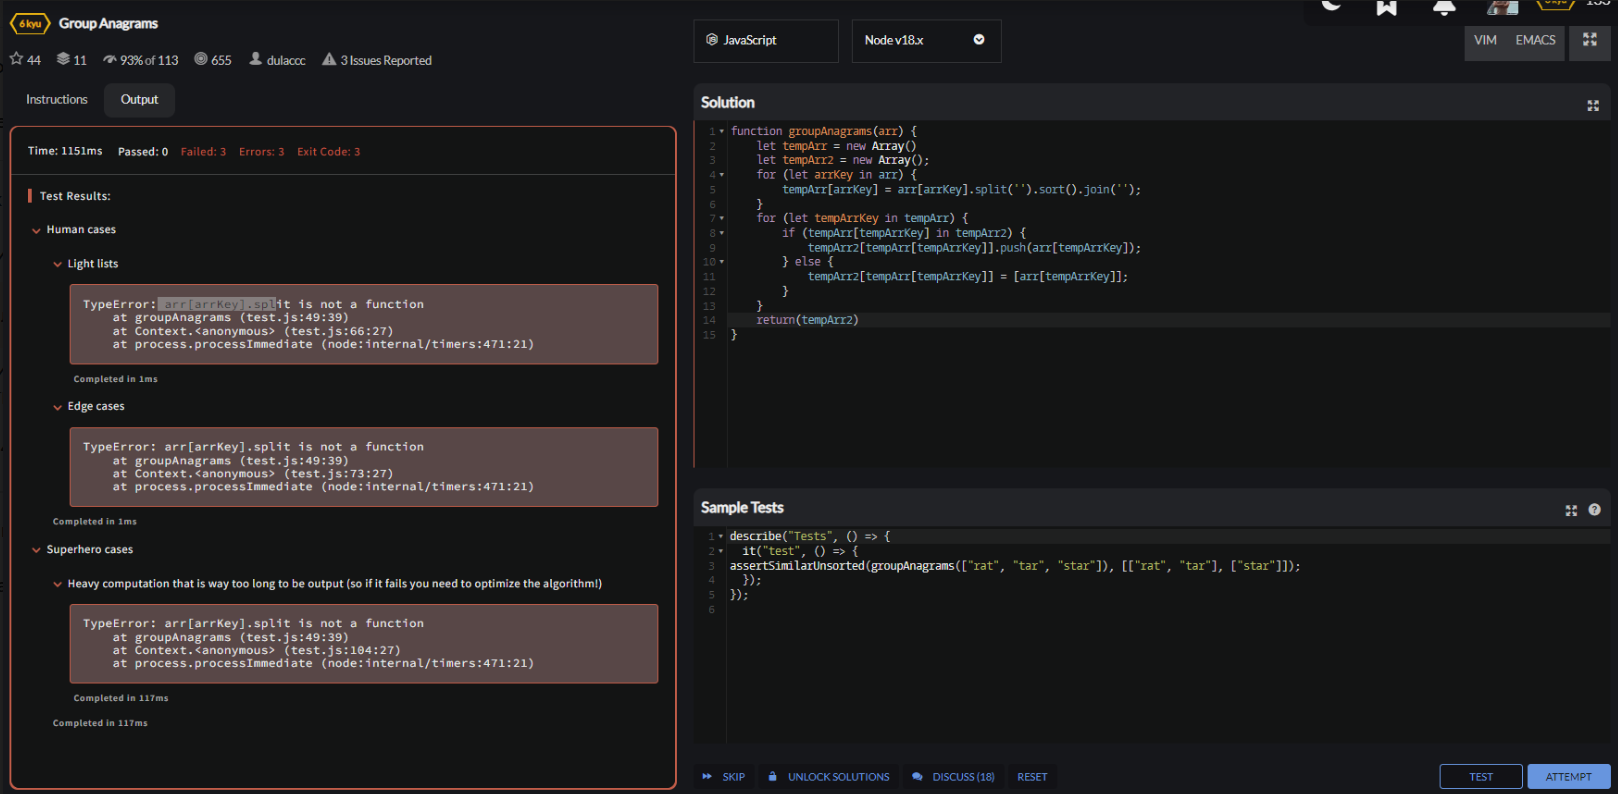 6 kyu Group Anagrams
44 11 93% of 113 655 dulaccc 3 Issues Reported
Instructions Output
Time: 1151ms Passed: 0 Failed: 3 Errors: 3 Exit Code: 3
Test Results:
Human cases
Light lists
TypeError: arr[arrKey].split is not a function
at groupAnagrams (test.js:49:39)
at Context.<anonymous> (test.js:66:27)
at process.processImmediate (node:internal/timers:471:21)
Completed in 1ms
Edge cases
TypeError: arr[arrKey].split is not a function
at groupAnagrams (test.js:49:39)
at Context.<anonymous> (test.js:73:27)
at process.processImmediate (node:internal/timers:471:21)
Completed in 1ms
Superhero cases
Heavy computation that is way too long to be output (so if it fails you need to optimize the algorithm!)
TypeError: arr[arrKey].split is not a function
at groupAnagrams (test.js:49:39)
at Context.<anonymous> (test.js:104:27)
at process.processImmediate (node:internal/timers:471:21)
Completed in 117ms
Completed in 117ms
JavaScript Node v18.x
VIM EMACS
Solution
1 function groupAnagrams(arr) {
2 let tempArr = new Array()
3 let tempArr2 = new Array();
4 for (let arrKey in arr) {
5 tempArr[arrKey] = arr[arrKey].split('').sort().join('');
6 }
7 for (let tempArrKey in tempArr) {
8 if (tempArr[tempArrKey] in tempArr2) {
9 tempArr2[tempArr[tempArrKey]].push(arr[tempArrKey]);
10 } else {
11 tempArr2[tempArr[tempArrKey]] = [arr[tempArrKey]];
12 }
13 }
14 return(tempArr2)
15 }
Sample Tests
1 describe("Tests", () => {
2 it("test", () => {
3 assertSimilarUnsorted(groupAnagrams(["rat", "tar", "star"]), [["rat", "tar"], ["star"]]);
4 });
5 });
6
SKIP UNLOCK SOLUTIONS DISCUSS (18) RESET TEST ATTEMPT